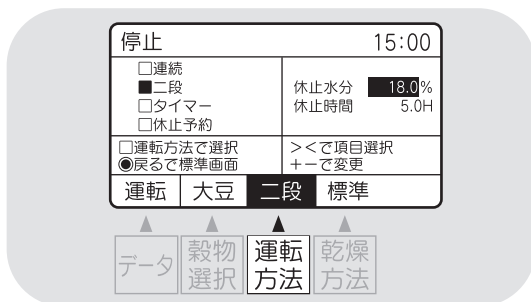 停止 15:00
□連続
■二段
□タイマー
□休止予約
休止水分 18.0%
休止時間 5.0H
□運転方法で選択
◉戻るで標準画面
><で項目選択
+-で変更
運転 大豆 二段 標準
データ
穀物選択
運転方法
乾燥方法